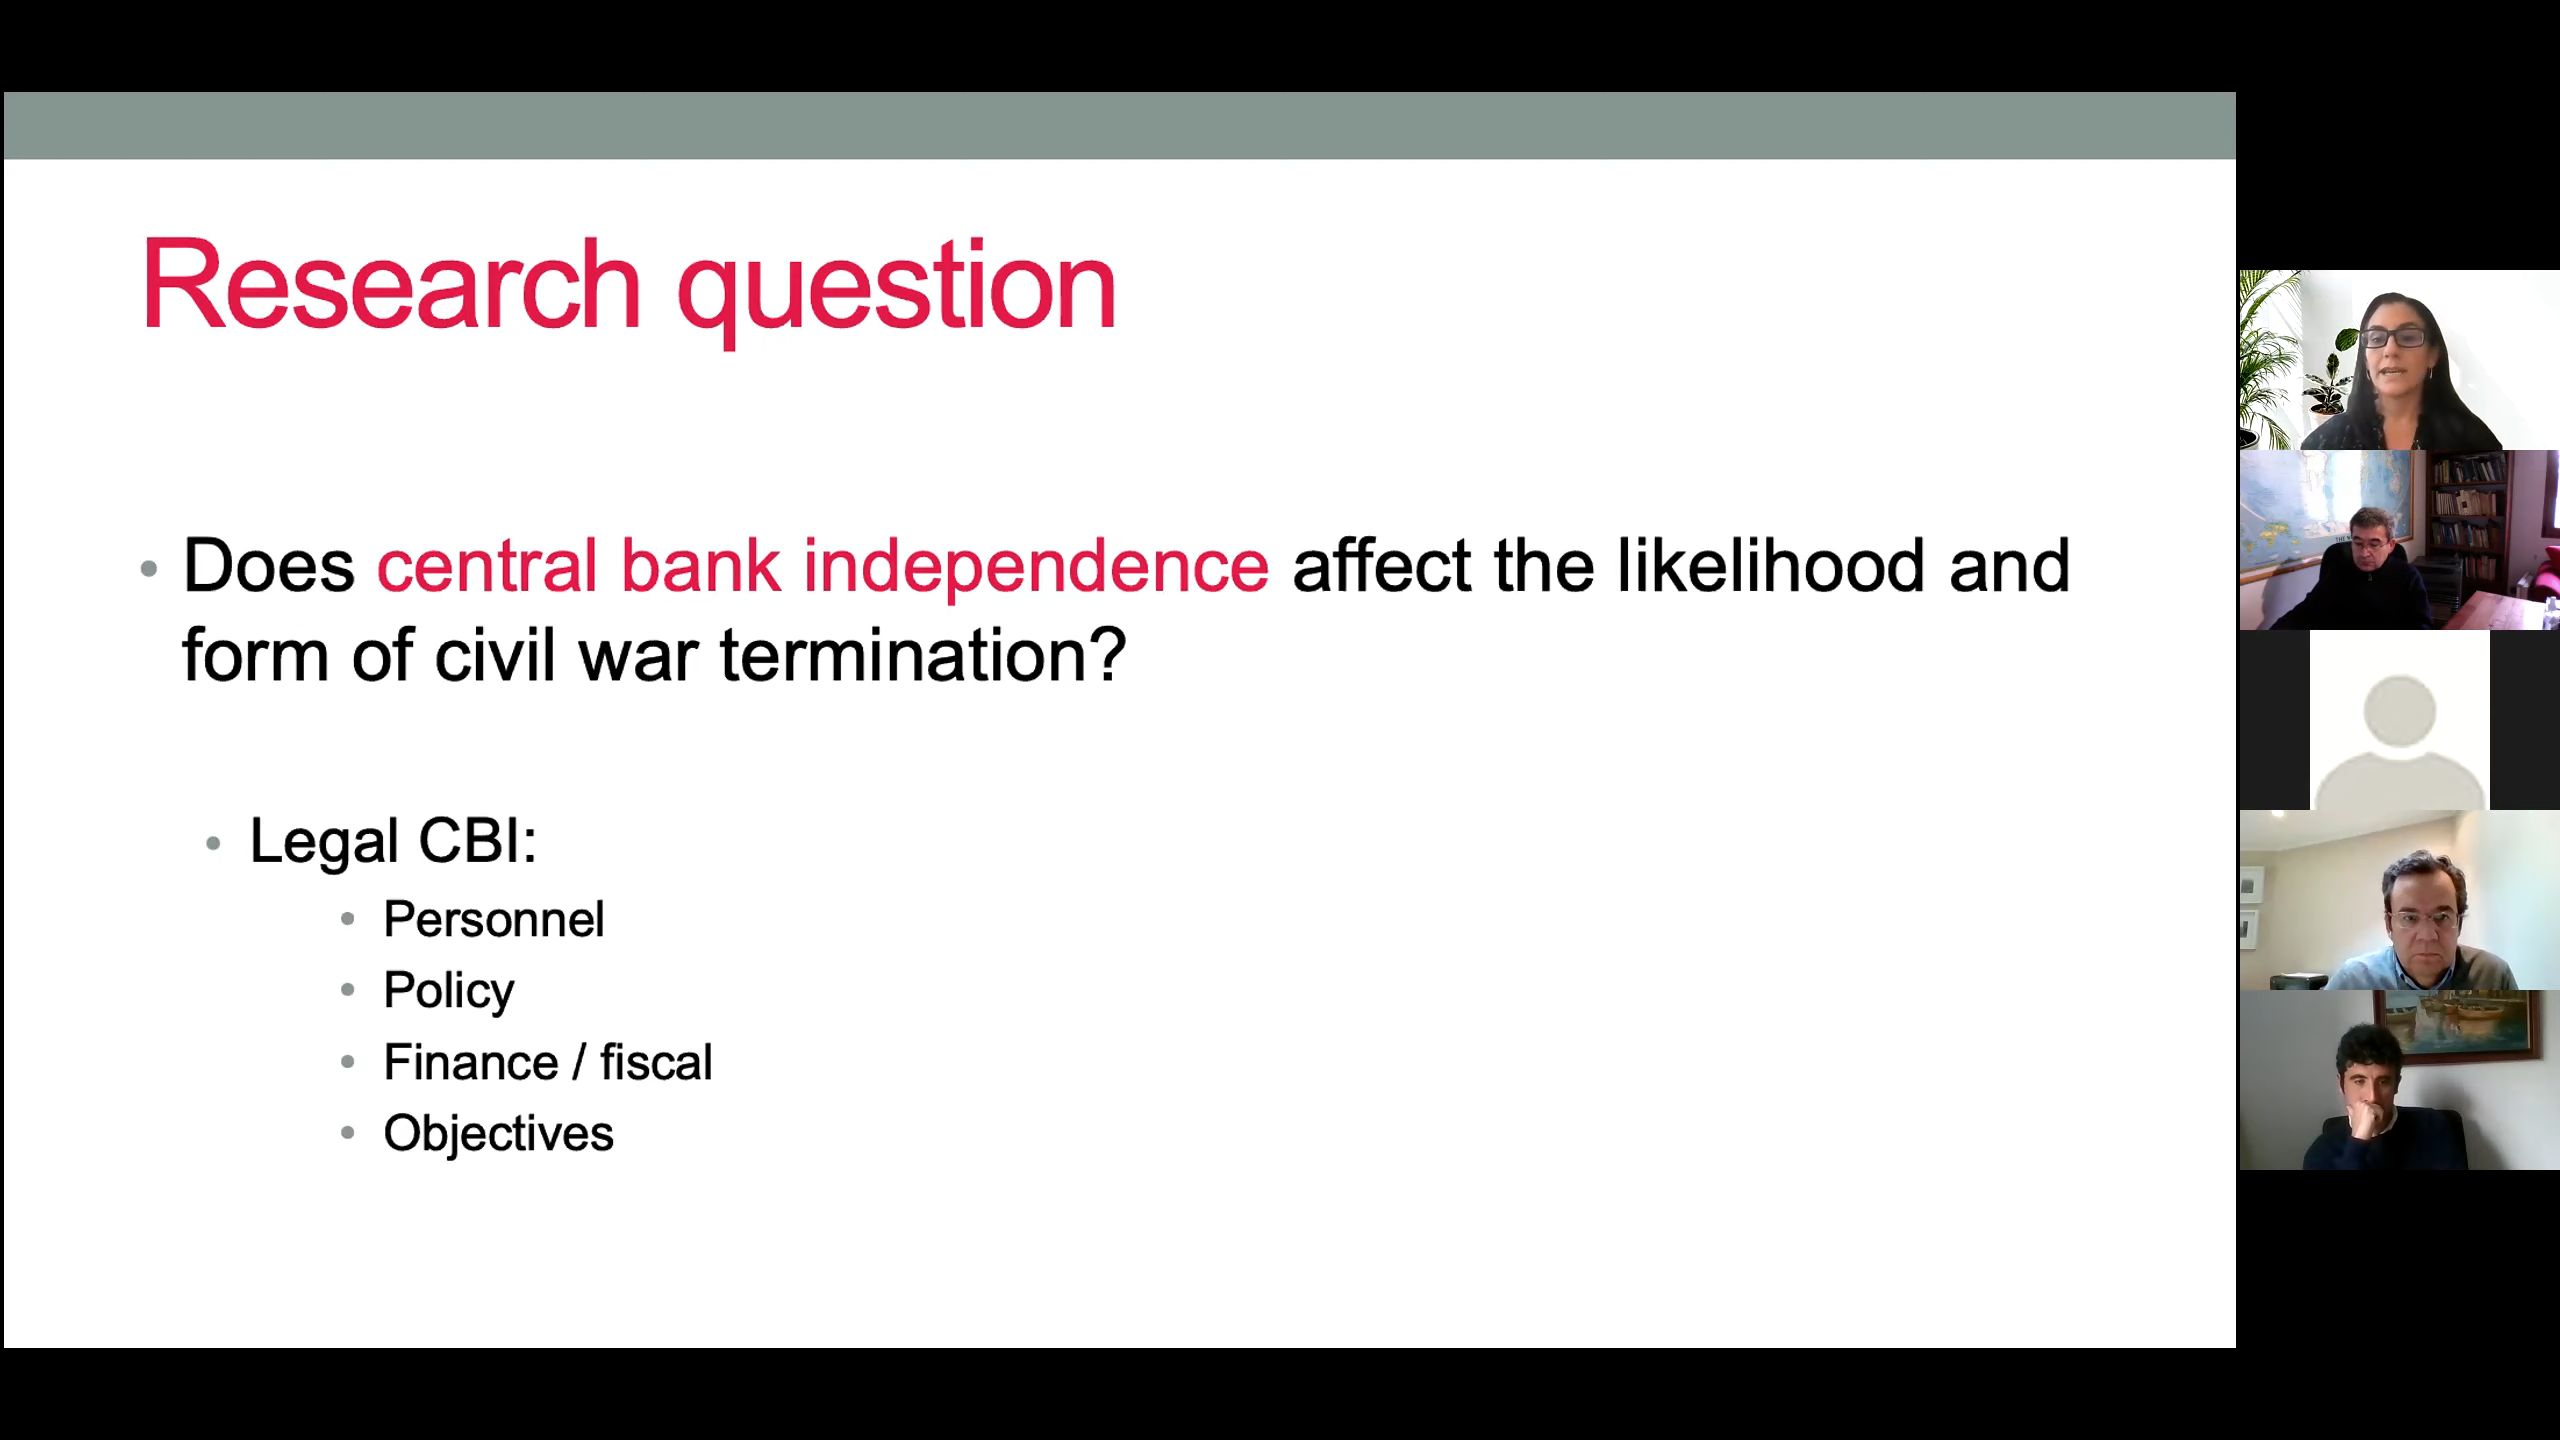 Research question
Does central bank independence affect the likelihood and
form of civil war termination?
Legal CBI:
Personnel
Policy
Finance / fiscal
Objectives